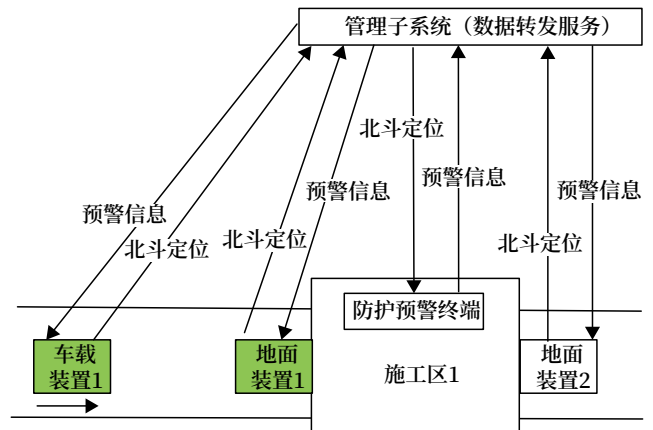 管理子系统（数据转发服务）
北斗定位
预警信息
预警信息
预警信息
预警信息
北斗定位
北斗定位
北斗定位
防护预警终端
车载
装置1
地面
装置1
施工区1
地面
装置2